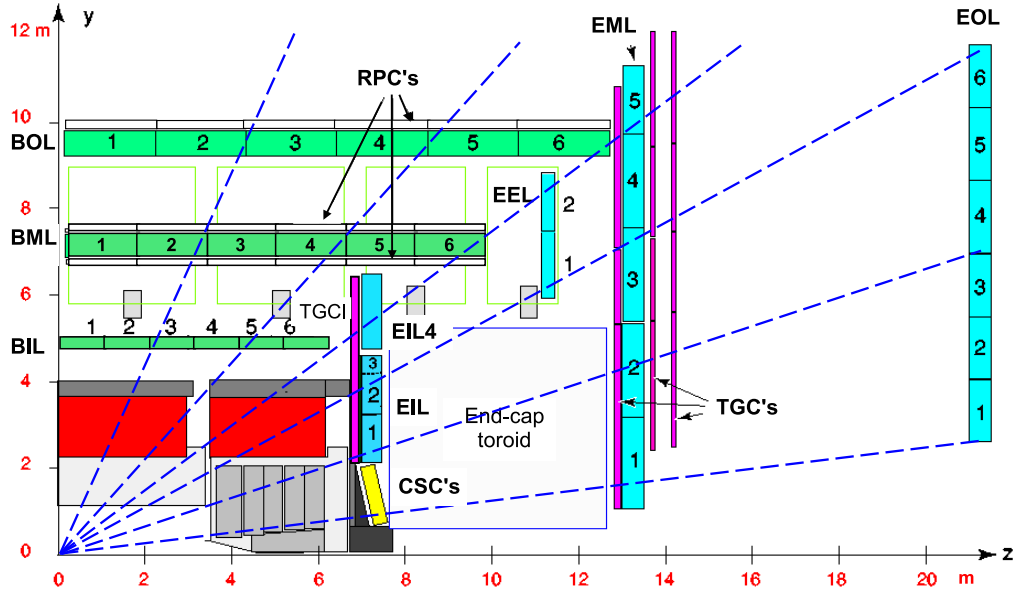 12 m
y
EML
EOL
RPC's
10
BOL
1 2 3 4 5 6
5
6
5
4
3
2
1
8
EEL
2
1
4
3
2
1
BML
1 2 3 4 5 6
6
TGCI
EIL4
1 2 3 4 5 6
BIL
4
3
2
1
EIL
End-cap
toroid
TGC's
2
CSC's
0
z
0 2 4 6 8 10 12 14 16 18 20 m